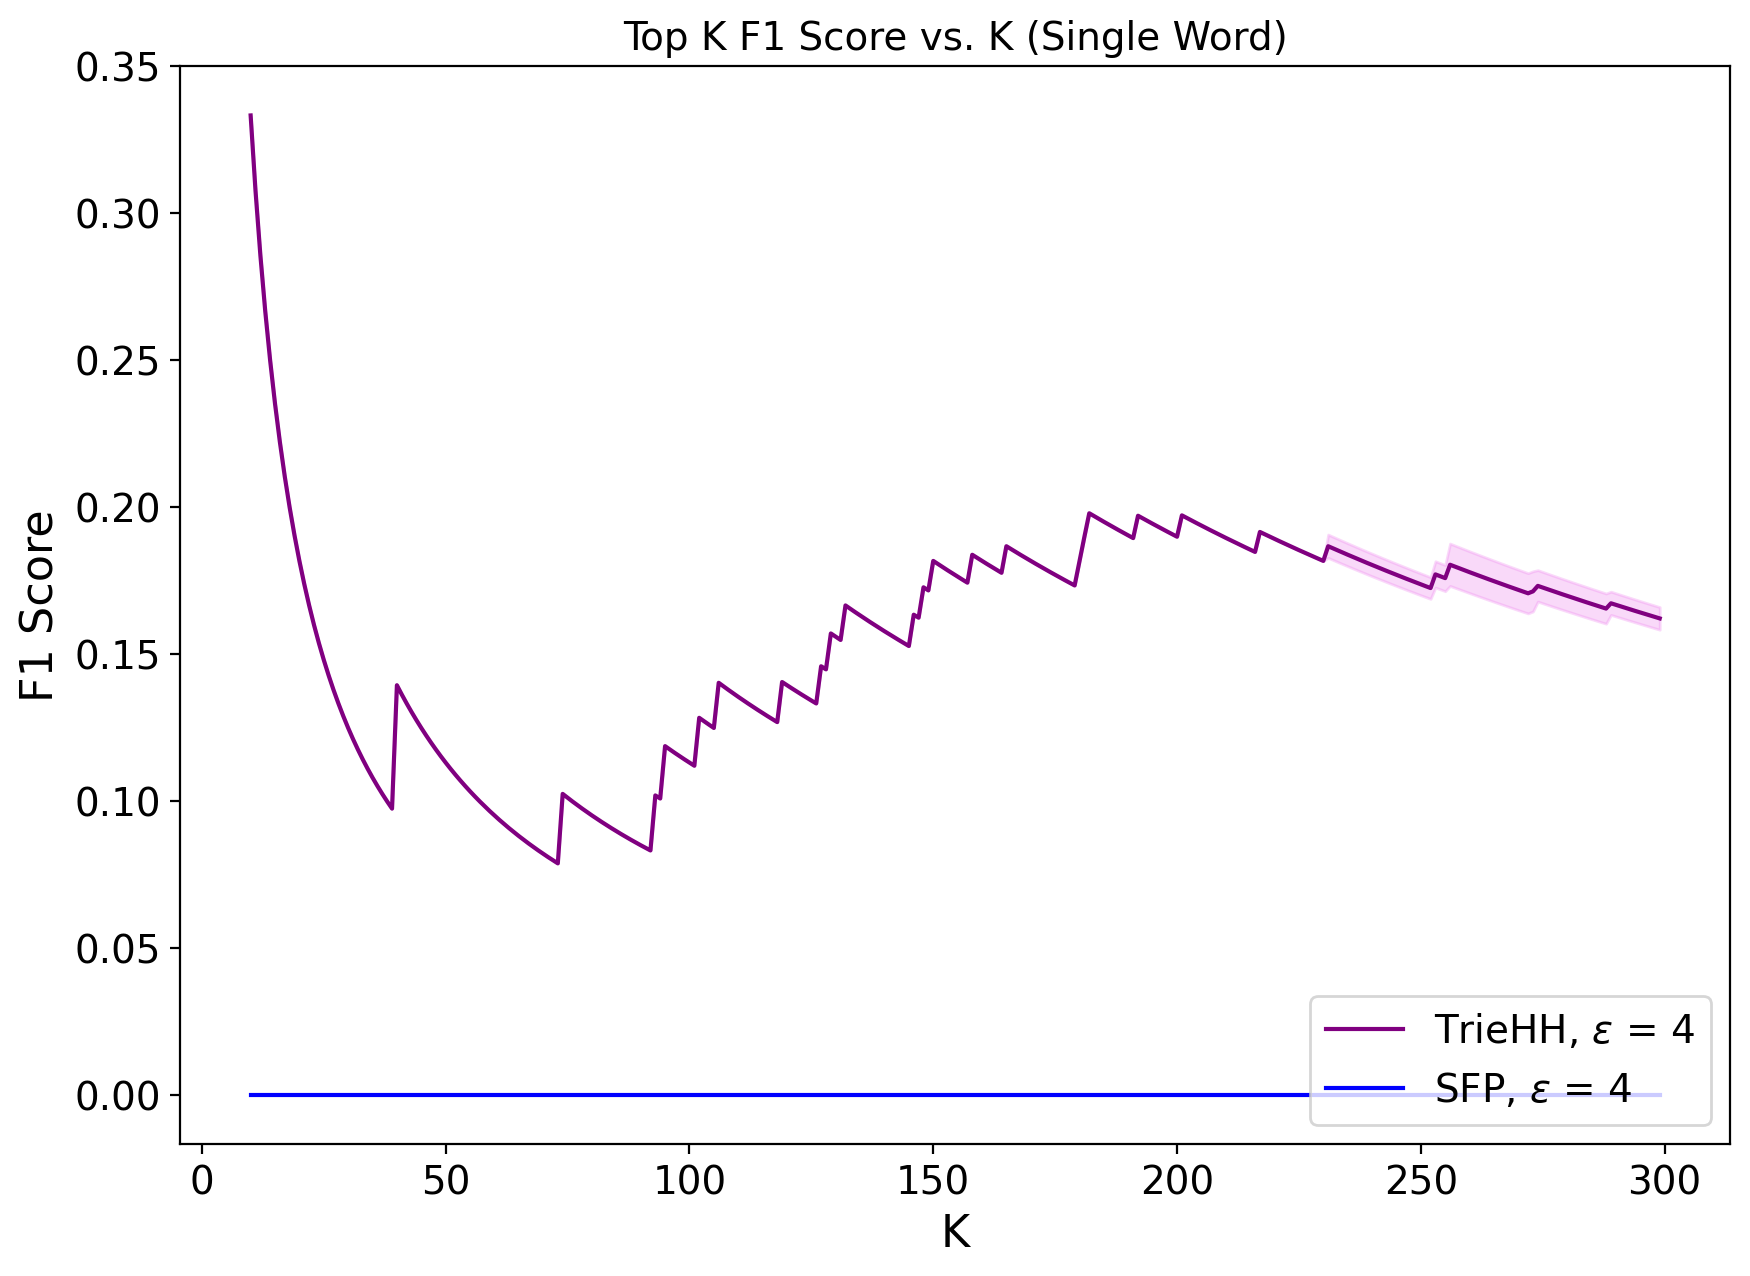 Top K F1 Score vs. K (Single Word)
0.35
0.30
0.25
0.20
0.15
0.10
0.05
0.00
F1 Score
TrieHH, ε = 4
SFP, ε = 4
0 50 100 150 200 250 300
K